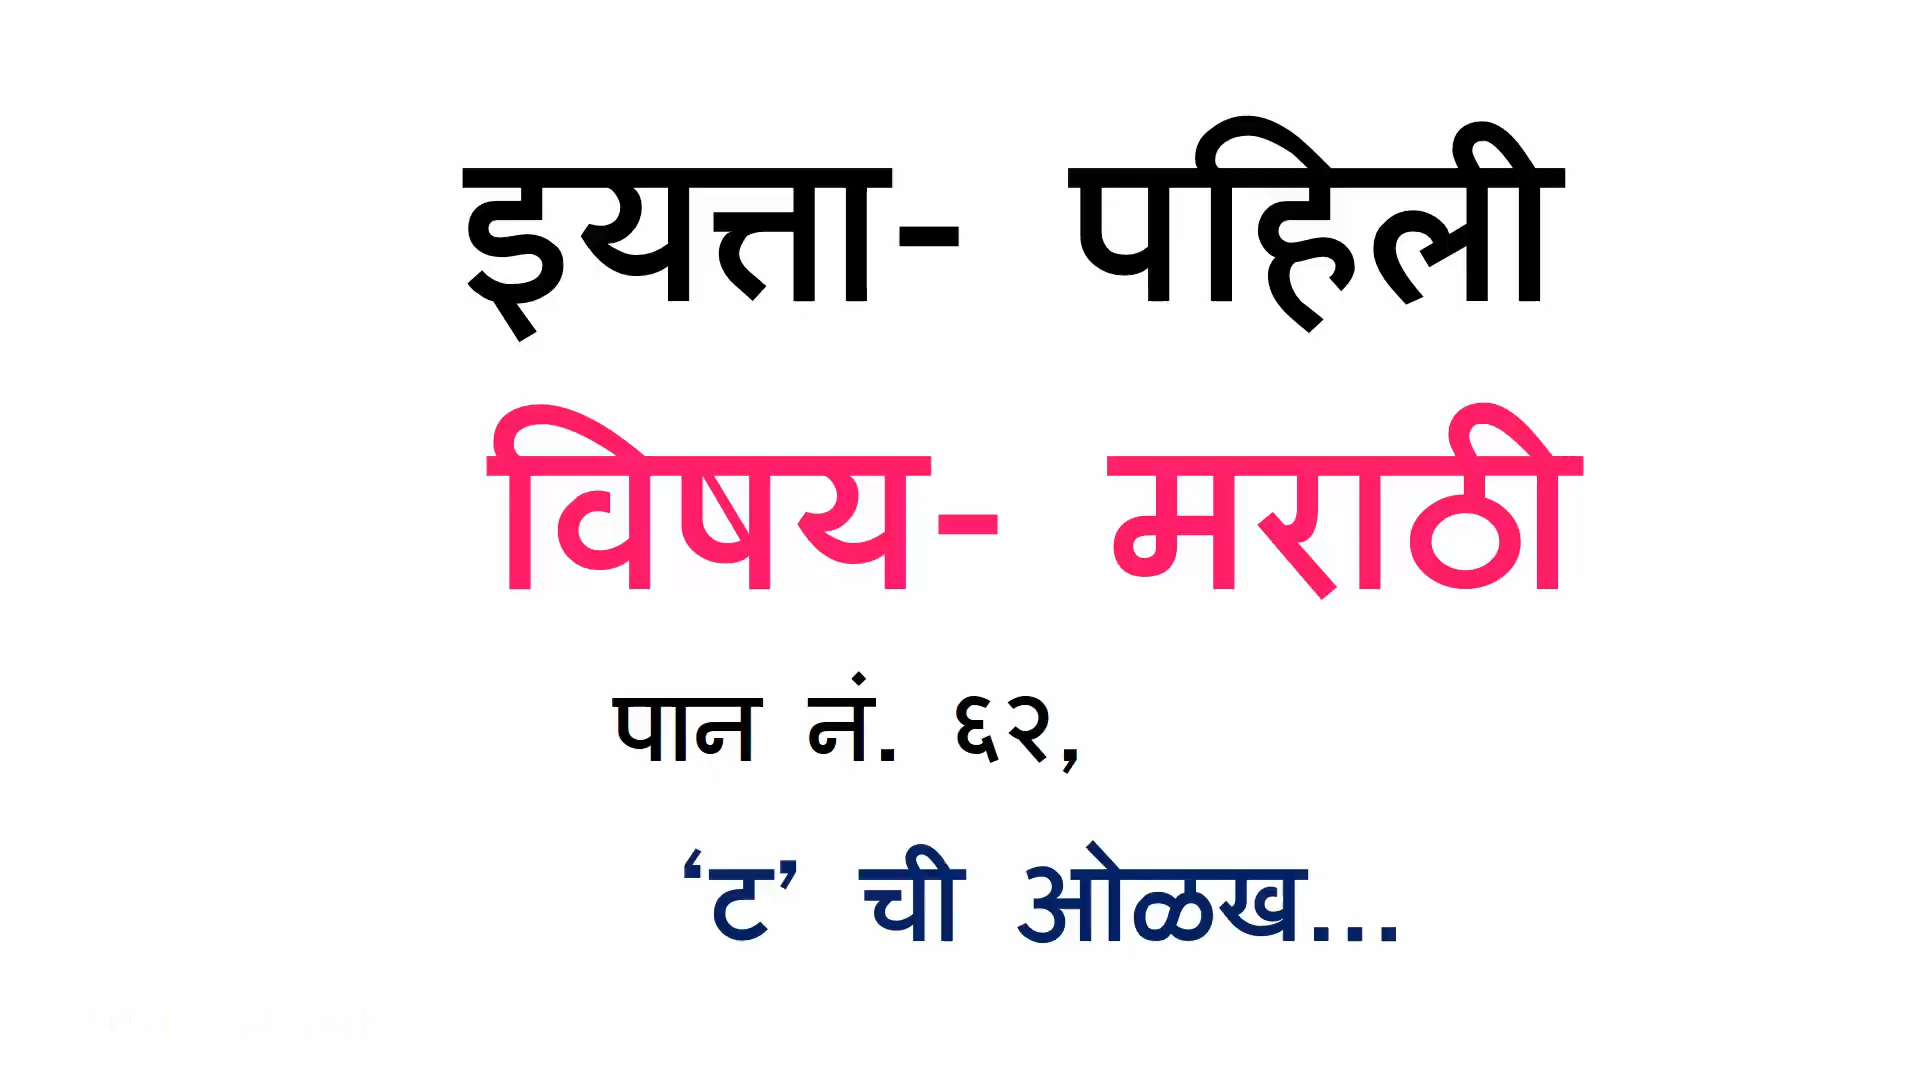 इयत्ता- पहिली
विषय- मराठी
पान नं. ६२,
‘ट’ ची ओळख...